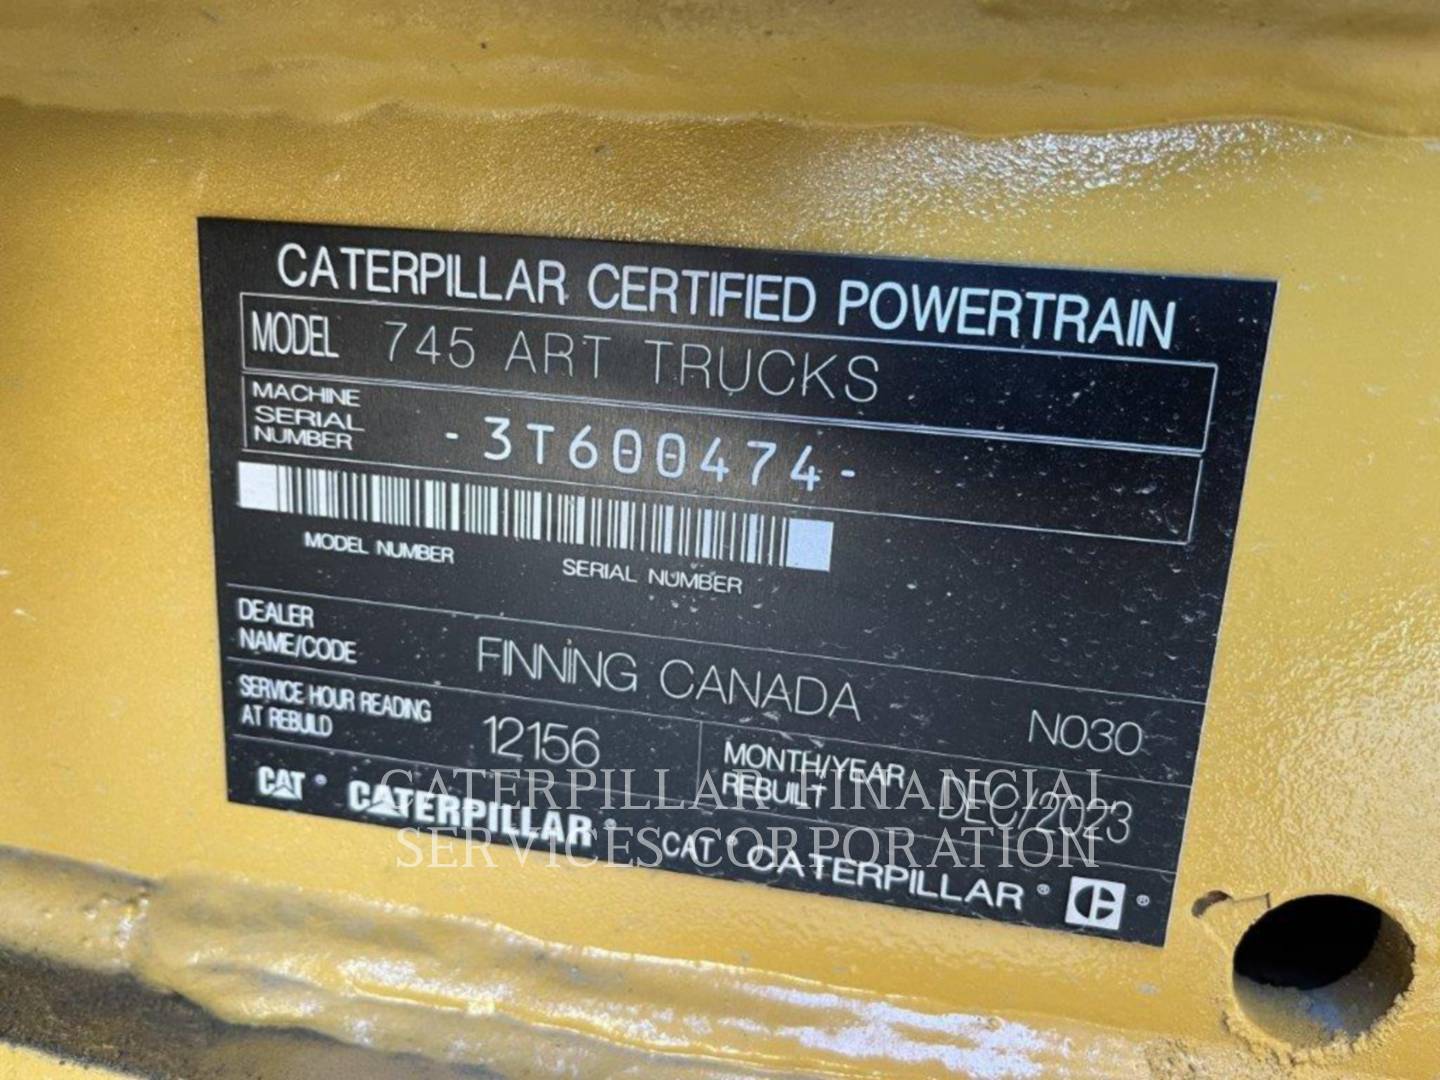 CATERPILLAR CERTIFIED POWERTRAIN
MODEL 745 ART TRUCKS
MACHINE
SERIAL
NUMBER
-3T600474-
MODEL NUMBER SERIAL NUMBER
DEALER
NAME/CODE
FINNING CANADA N030
SERVICE HOUR READING
AT REBUILD
12156
MONTH/YEAR
REBUILT
DEC/2023
CAT ® CATERPILLAR ® CAT ® CATERPILLAR ® C ®
CATERPILLAR FINANCIAL
SERVICES CORPORATION